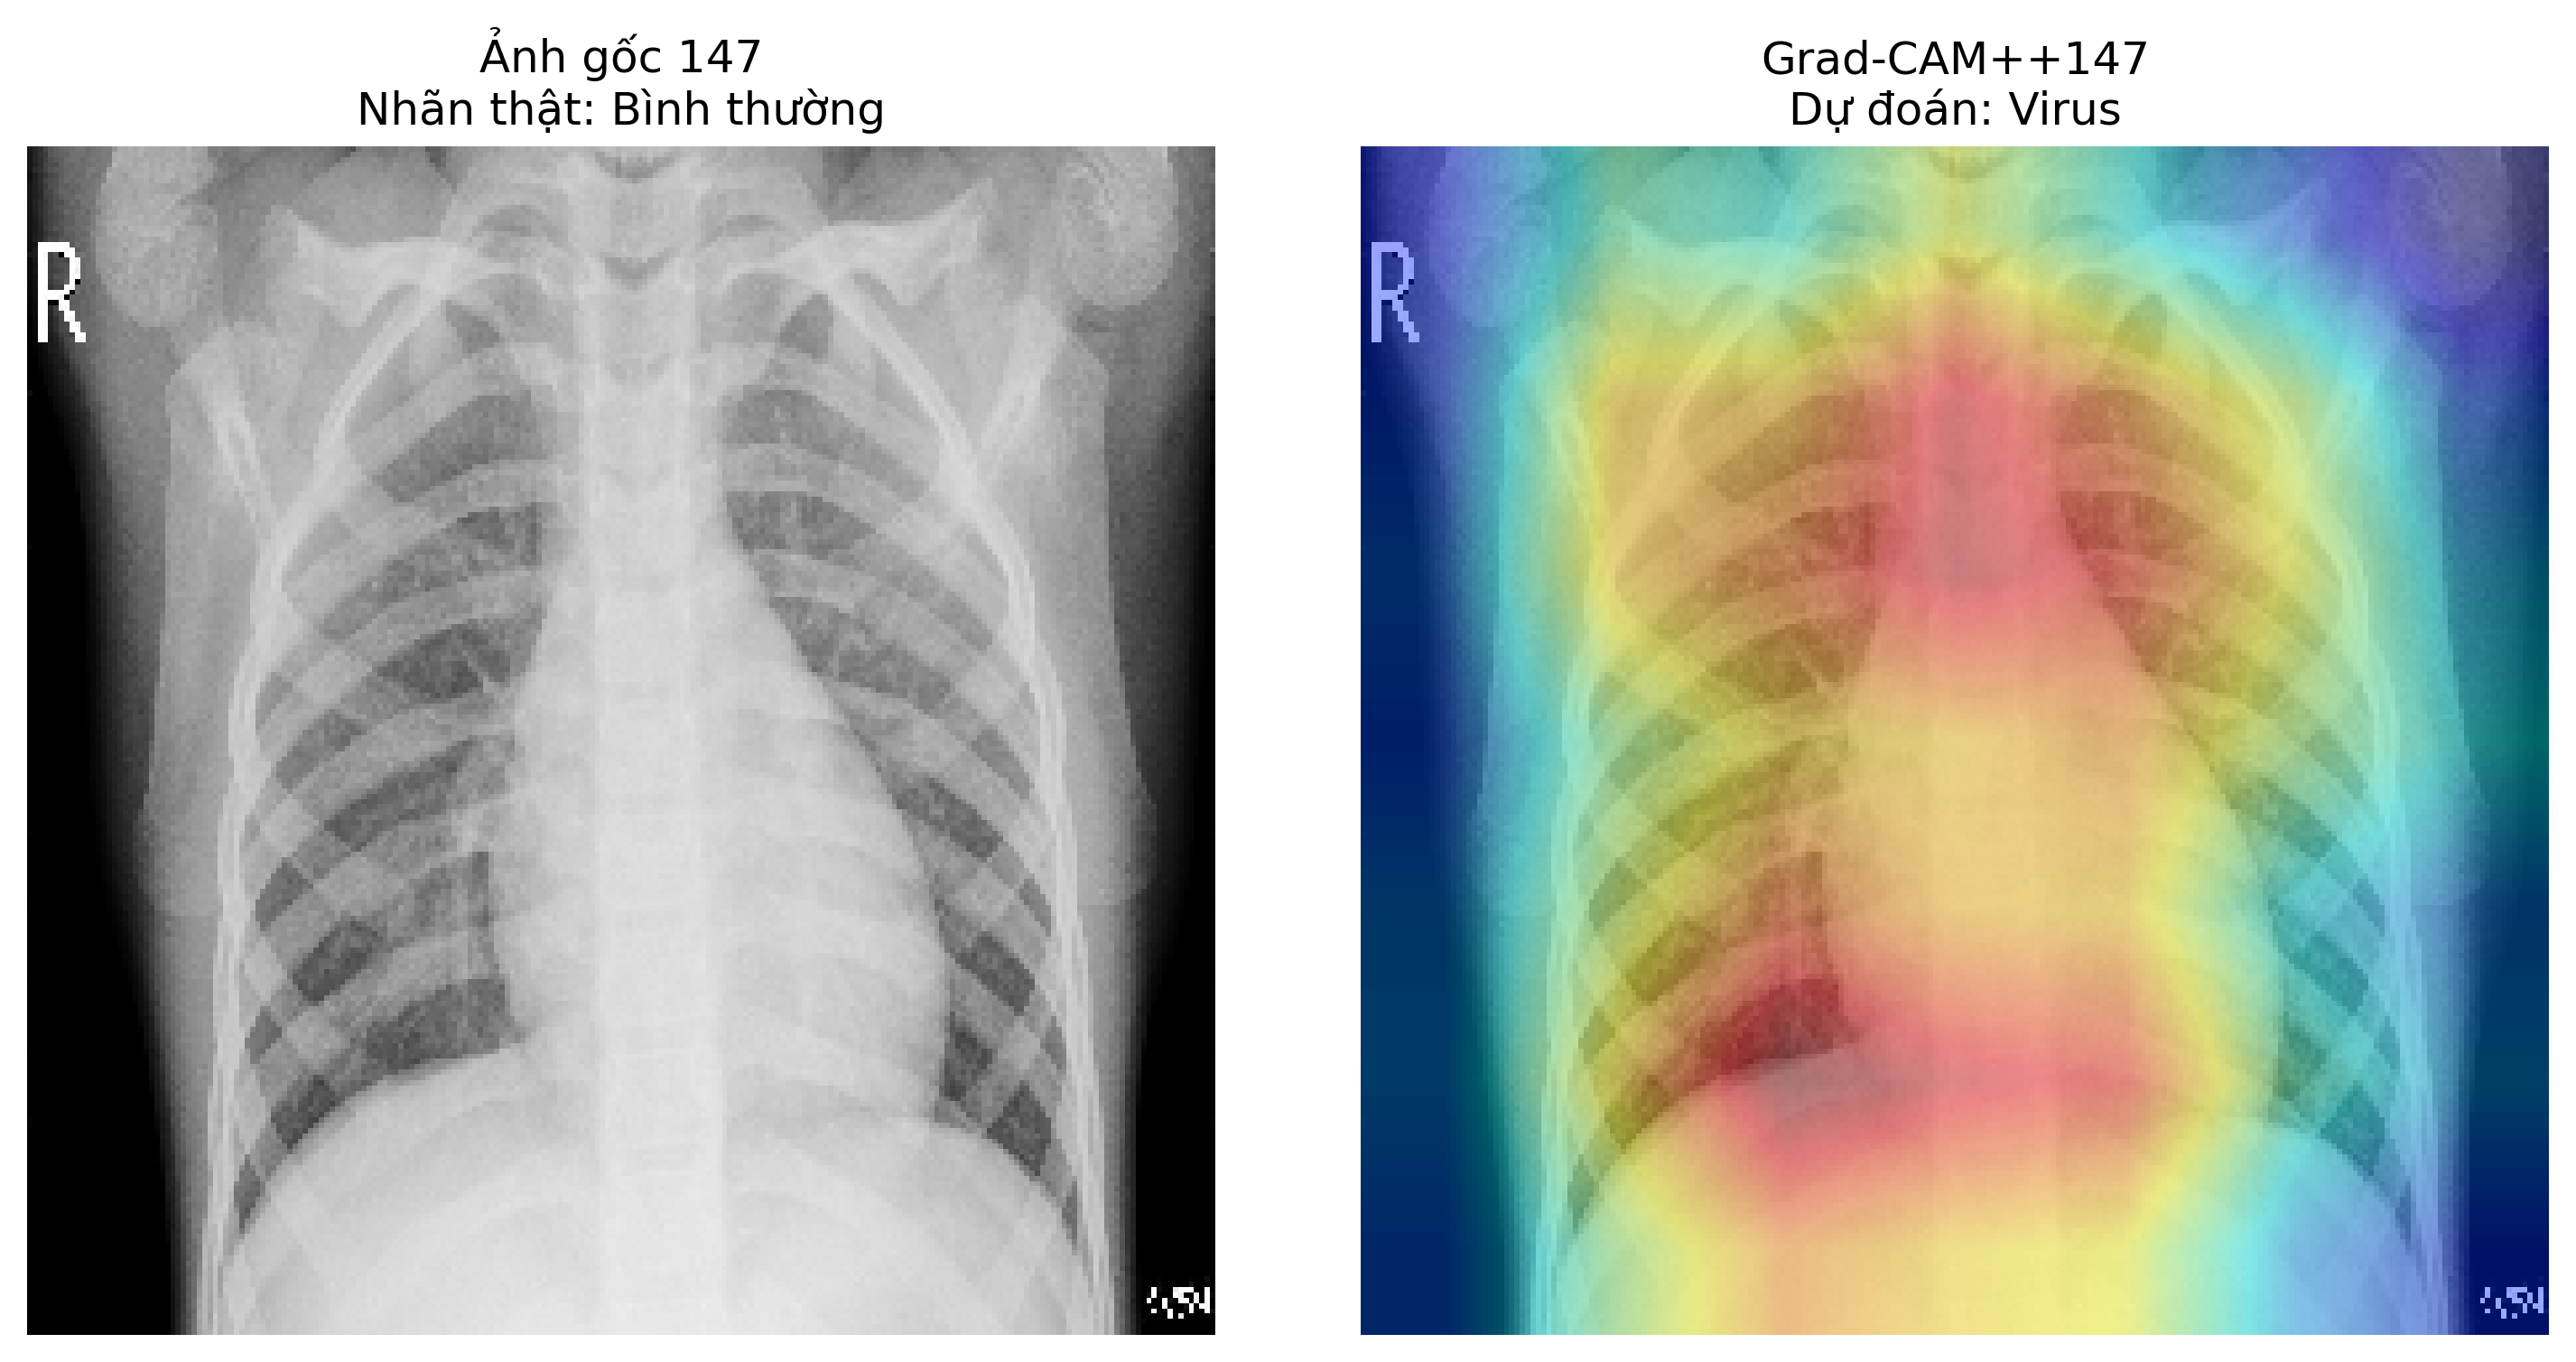 Ảnh gốc 147
Nhãn thật: Bình thường
Grad-CAM++147
Dự đoán: Virus
R
R